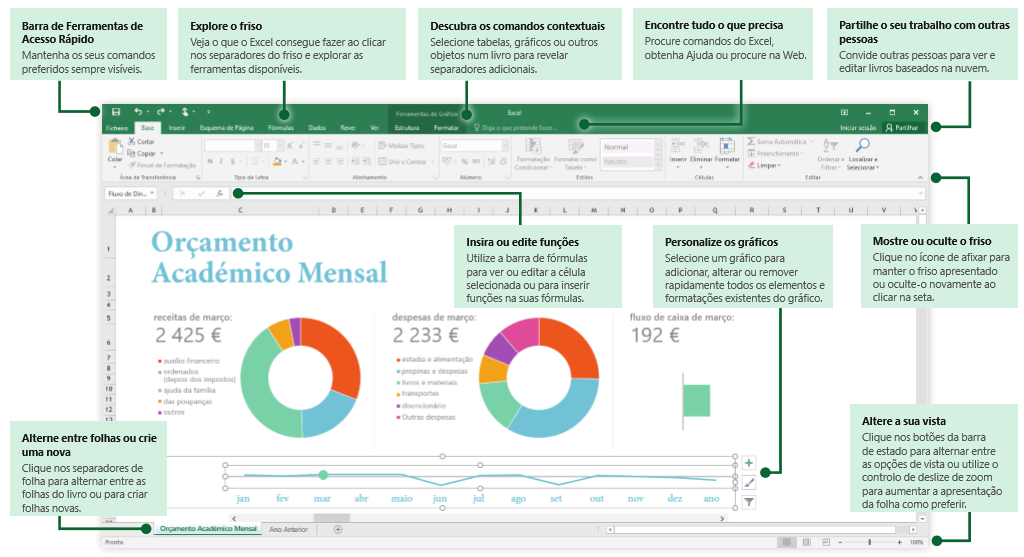 Barra de Ferramentas de
Acesso Rápido
Mantenha os seus comandos
preferidos sempre visíveis.
Explore o friso
Veja o que o Excel consegue fazer ao clicar
nos separadores do friso e explorar as
ferramentas disponíveis.
Descubra os comandos contextuais
Selecione tabelas, gráficos ou outros
objetos num livro para revelar
separadores adicionais.
Encontre tudo o que precisa
Procure comandos do Excel,
obtenha Ajuda ou procure na Web.
Partilhe o seu trabalho com outras
pessoas
Convide outras pessoas para ver e
editar livros baseados na nuvem.
Ferramentas de Gráfico
Excel
Ficheiro Base Inserir Esquema de Página Fórmulas Dados Rever Ver Estrutura Formatar Diga o que pretende fazer... Iniciar sessão Partilhar
Colar
Cortar
Copiar
Pincel de Formatação
Área de Transferência
10
N I S
Tipo de Letra
Moldar Texto
Unir e Centrar
Alinhamento
Geral
Número
Formatação
Condicional
Formatar como
Tabela
Normal
Neutro
Estilos
Inserir Eliminar Formatar
Células
Soma Automática
Preenchimento
Limpar
Ordenar e
Filtrar
Localizar e
Selecionar
Editar
Fluxo de Din...
fx
A B C D E F G H I J K L M N O P Q R S T U V
1
2
3
4
5
6
7
8
9
10
11
12
13
Orçamento
Académico Mensal
Insira ou edite funções
Utilize a barra de fórmulas
para ver ou editar a célula
selecionada ou para inserir
funções na suas fórmulas.
Personalize os gráficos
Selecione um gráfico para
adicionar, alterar ou remover
rapidamente todos os elementos e
formatações existentes do gráfico.
Mostre ou oculte o friso
Clique no ícone de afixar para
manter o friso apresentado
ou oculte-o novamente ao
clicar na seta.
receitas de março:
2 425 €
auxílio financeiro
ordenados
(depois dos impostos)
ajuda da família
das poupanças
outros
despesas de março:
2 233 €
estadia e alimentação
propinas e despesas
livros e materiais
transportes
discricionário
Outras despesas
fluxo de caixa de março:
192 €
Alterne entre folhas ou crie
uma nova
Clique nos separadores de
folha para alternar entre as
folhas do livro ou para criar
folhas novas.
Altere a sua vista
Clique nos botões da barra
de estado para alternar entre
as opções de vista ou utilize o
controlo de deslize de zoom
para aumentar a apresentação
da folha como preferir.
jan fev mar abr maio jun jul ago set out nov dez ano
Orçamento Académico Mensal Ano Anterior
Pronto
100%